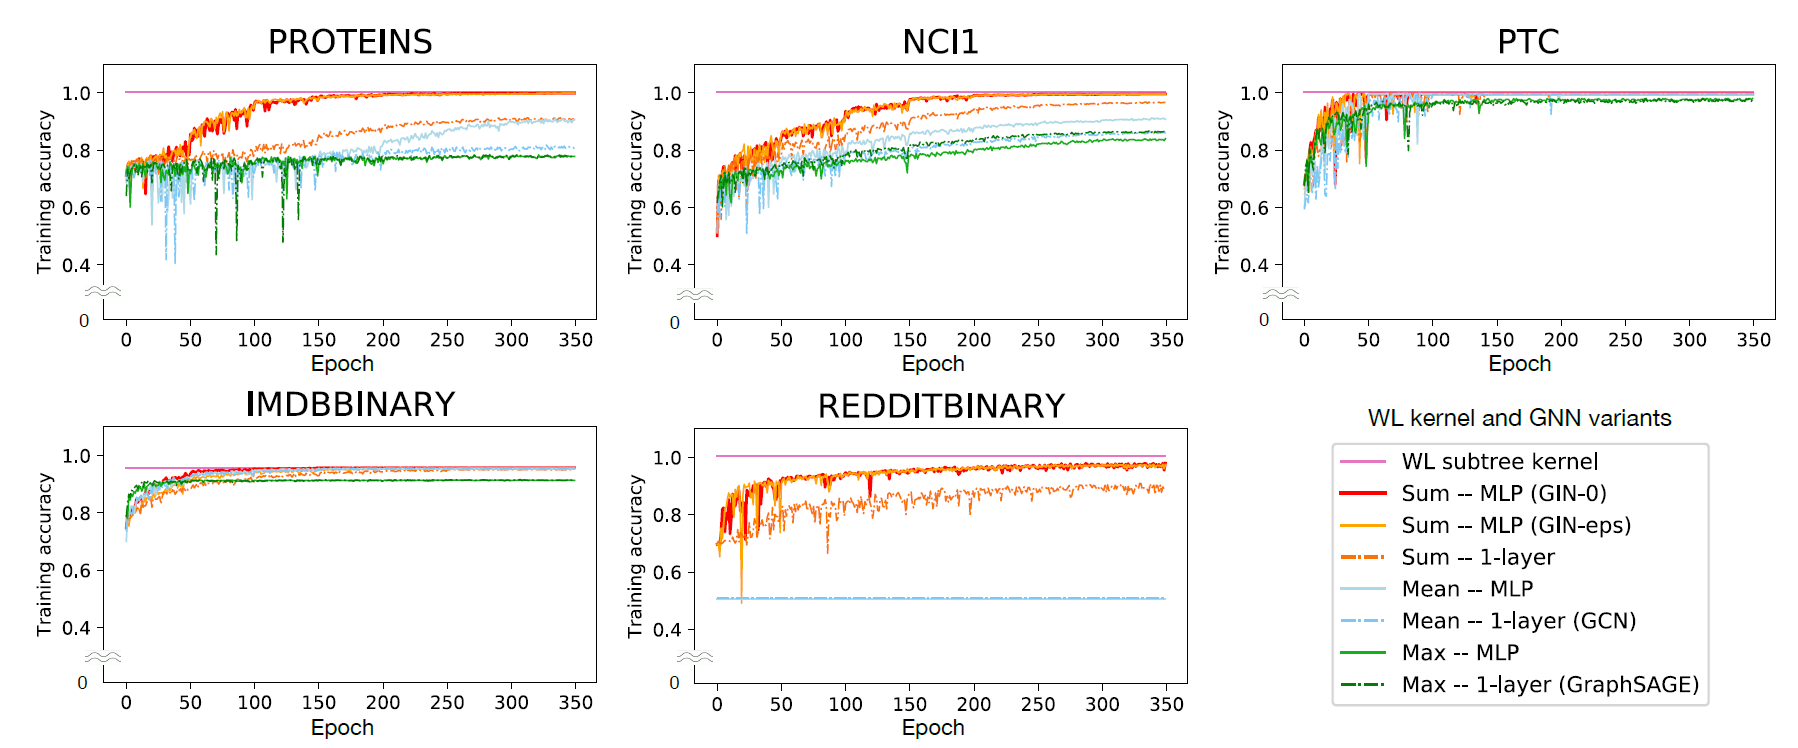 PROTEINS
Training accuracy
1.0
0.8
0.6
0.4
0
0 50 100 150 200 250 300 350
Epoch
NCI1
Training accuracy
1.0
0.8
0.6
0.4
0
0 50 100 150 200 250 300 350
Epoch
PTC
Training accuracy
1.0
0.8
0.6
0.4
0
0 50 100 150 200 250 300 350
Epoch
IMDBBINARY
Training accuracy
1.0
0.8
0.6
0.4
0
0 50 100 150 200 250 300 350
Epoch
REDDITBINARY
Training accuracy
1.0
0.8
0.6
0.4
0
0 50 100 150 200 250 300 350
Epoch
WL kernel and GNN variants
WL subtree kernel
Sum -- MLP (GIN-0)
Sum -- MLP (GIN-eps)
Sum -- 1-layer
Mean -- MLP
Mean -- 1-layer (GCN)
Max -- MLP
Max -- 1-layer (GraphSAGE)